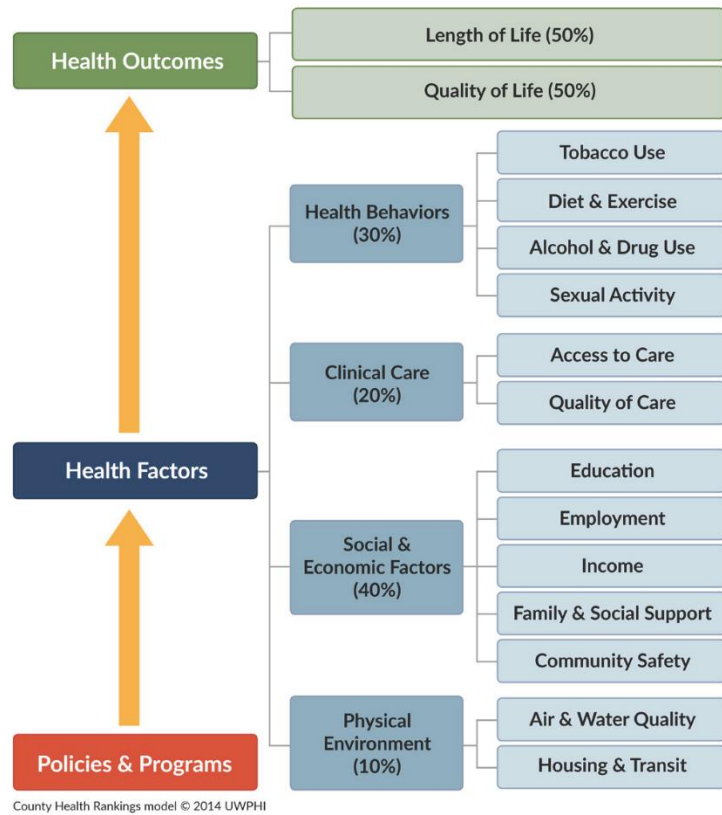 Health Outcomes
Length of Life (50%)
Quality of Life (50%)
Health Factors
Health Behaviors
(30%)
Tobacco Use
Diet & Exercise
Alcohol & Drug Use
Sexual Activity
Clinical Care
(20%)
Access to Care
Quality of Care
Social &
Economic Factors
(40%)
Education
Employment
Income
Family & Social Support
Community Safety
Physical
Environment
(10%)
Air & Water Quality
Housing & Transit
Policies & Programs
County Health Rankings model © 2014 UWPHI